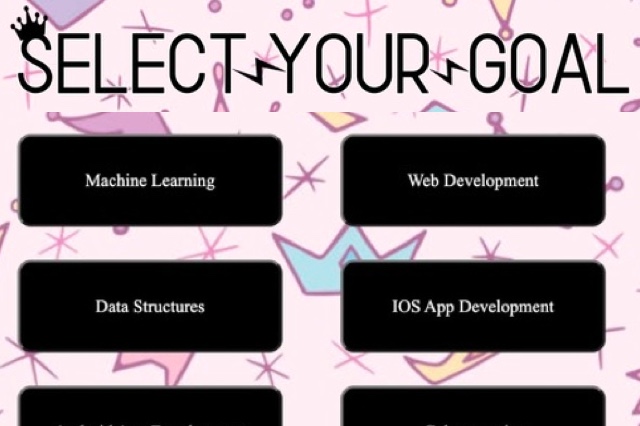 SELECT YOUR GOAL
Machine Learning
Web Development
Data Structures
IOS App Development